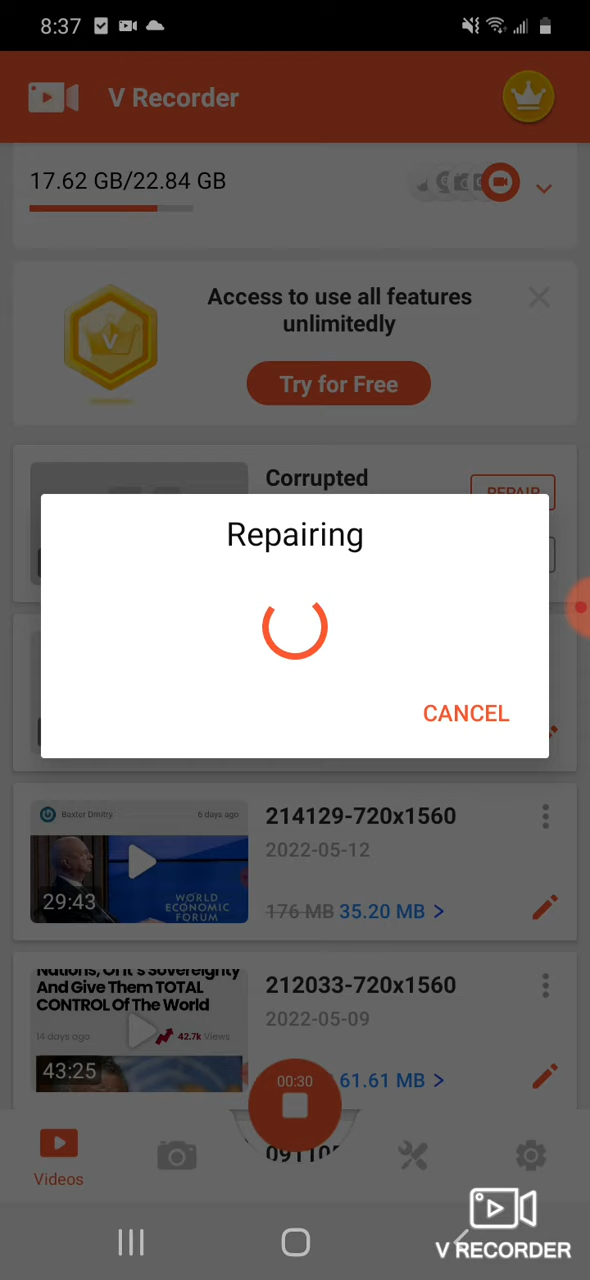 8:37
V Recorder
17.62 GB/22.84 GB
Access to use all features
unlimitedly
V
Try for Free
Corrupted
REPAIR
Repairing
CANCEL
Baxter Dmitry 6 days ago
WORLD
ECONOMIC
FORUM
29:43
214129-720x1560
2022-05-12
176 MB 35.20 MB >
Nations, Of It's Sovereignty
And Give Them TOTAL
CONTROL Of The World
14 days ago 42.7k Views
43:25
212033-720x1560
2022-05-09
61.61 MB >
00:30
Videos
V RECORDER